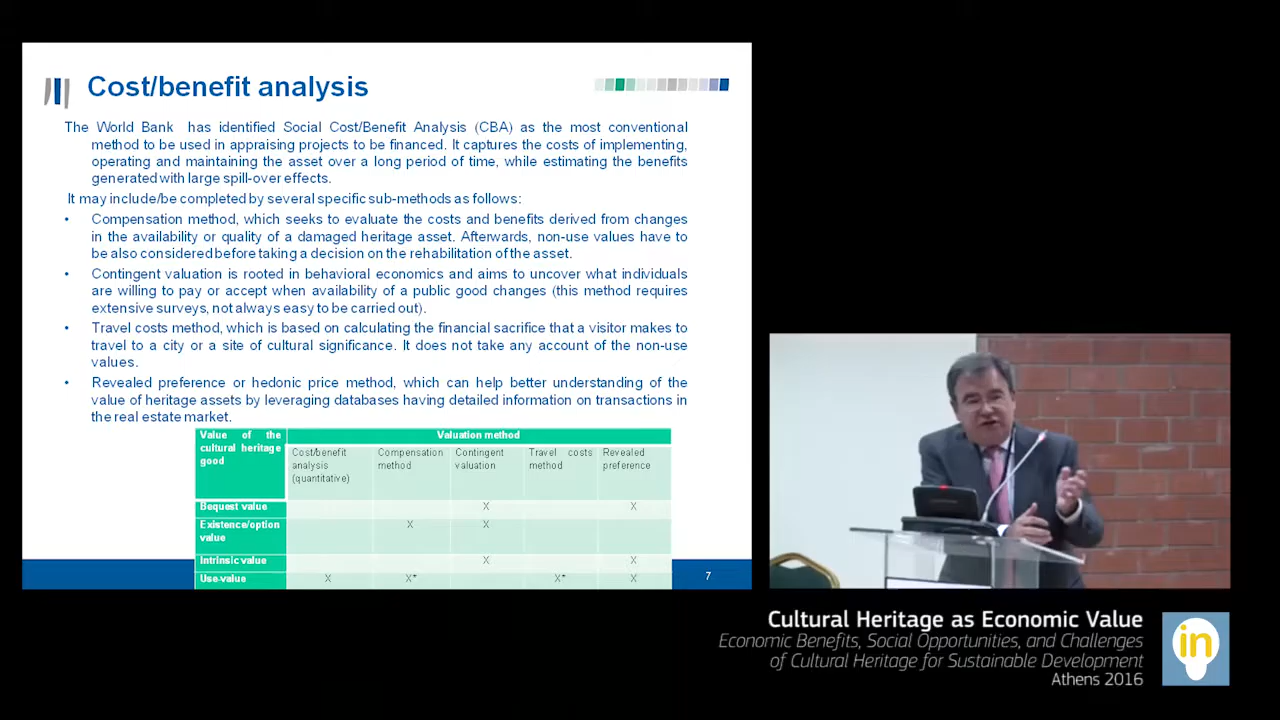 Cost/benefit analysis
The World Bank has identified Social Cost/Benefit Analysis (CBA) as the most conventional
method to be used in appraising projects to be financed. It captures the costs of implementing,
operating and maintaining the asset over a long period of time, while estimating the benefits
generated with large spill-over effects.
It may include/be completed by several specific sub-methods as follows:
• Compensation method, which seeks to evaluate the costs and benefits derived from changes
in the availability or quality of a damaged heritage asset. Afterwards, non-use values have to
be also considered before taking a decision on the rehabilitation of the asset.
• Contingent valuation is rooted in behavioral economics and aims to uncover what individuals
are willing to pay or accept when availability of a public good changes (this method requires
extensive surveys, not always easy to be carried out).
• Travel costs method, which is based on calculating the financial sacrifice that a visitor makes to
travel to a city or a site of cultural significance. It does not take any account of the non-use
values.
• Revealed preference or hedonic price method, which can help better understanding of the
value of heritage assets by leveraging databases having detailed information on transactions in
the real estate market.
Value of the
cultural heritage
good
Valuation method
Cost/benefit
analysis
(quantitative)
Compensation
method
Contingent
valuation
Travel costs
method
Revealed
preference
Bequest value X X
Existence/option
value
X X
Intrinsic value X X
Use-value X X* X* X
7
Cultural Heritage as Economic Value
Economic Benefits, Social Opportunities, and Challenges
of Cultural Heritage for Sustainable Development
Athens 2016
in